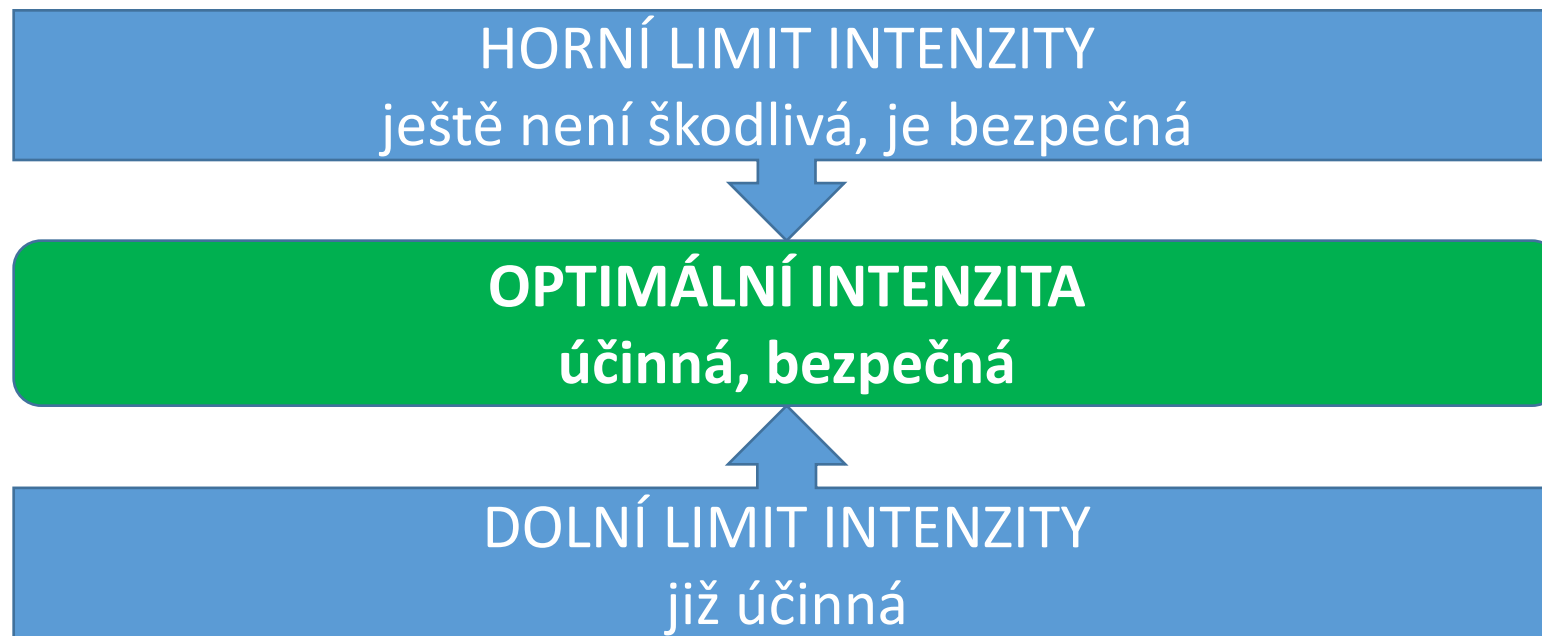 HORNÍ LIMIT INTENZITY
ještě není škodlivá, je bezpečná
OPTIMÁLNÍ INTENZITA
účinná, bezpečná
DOLNÍ LIMIT INTENZITY
již účinná